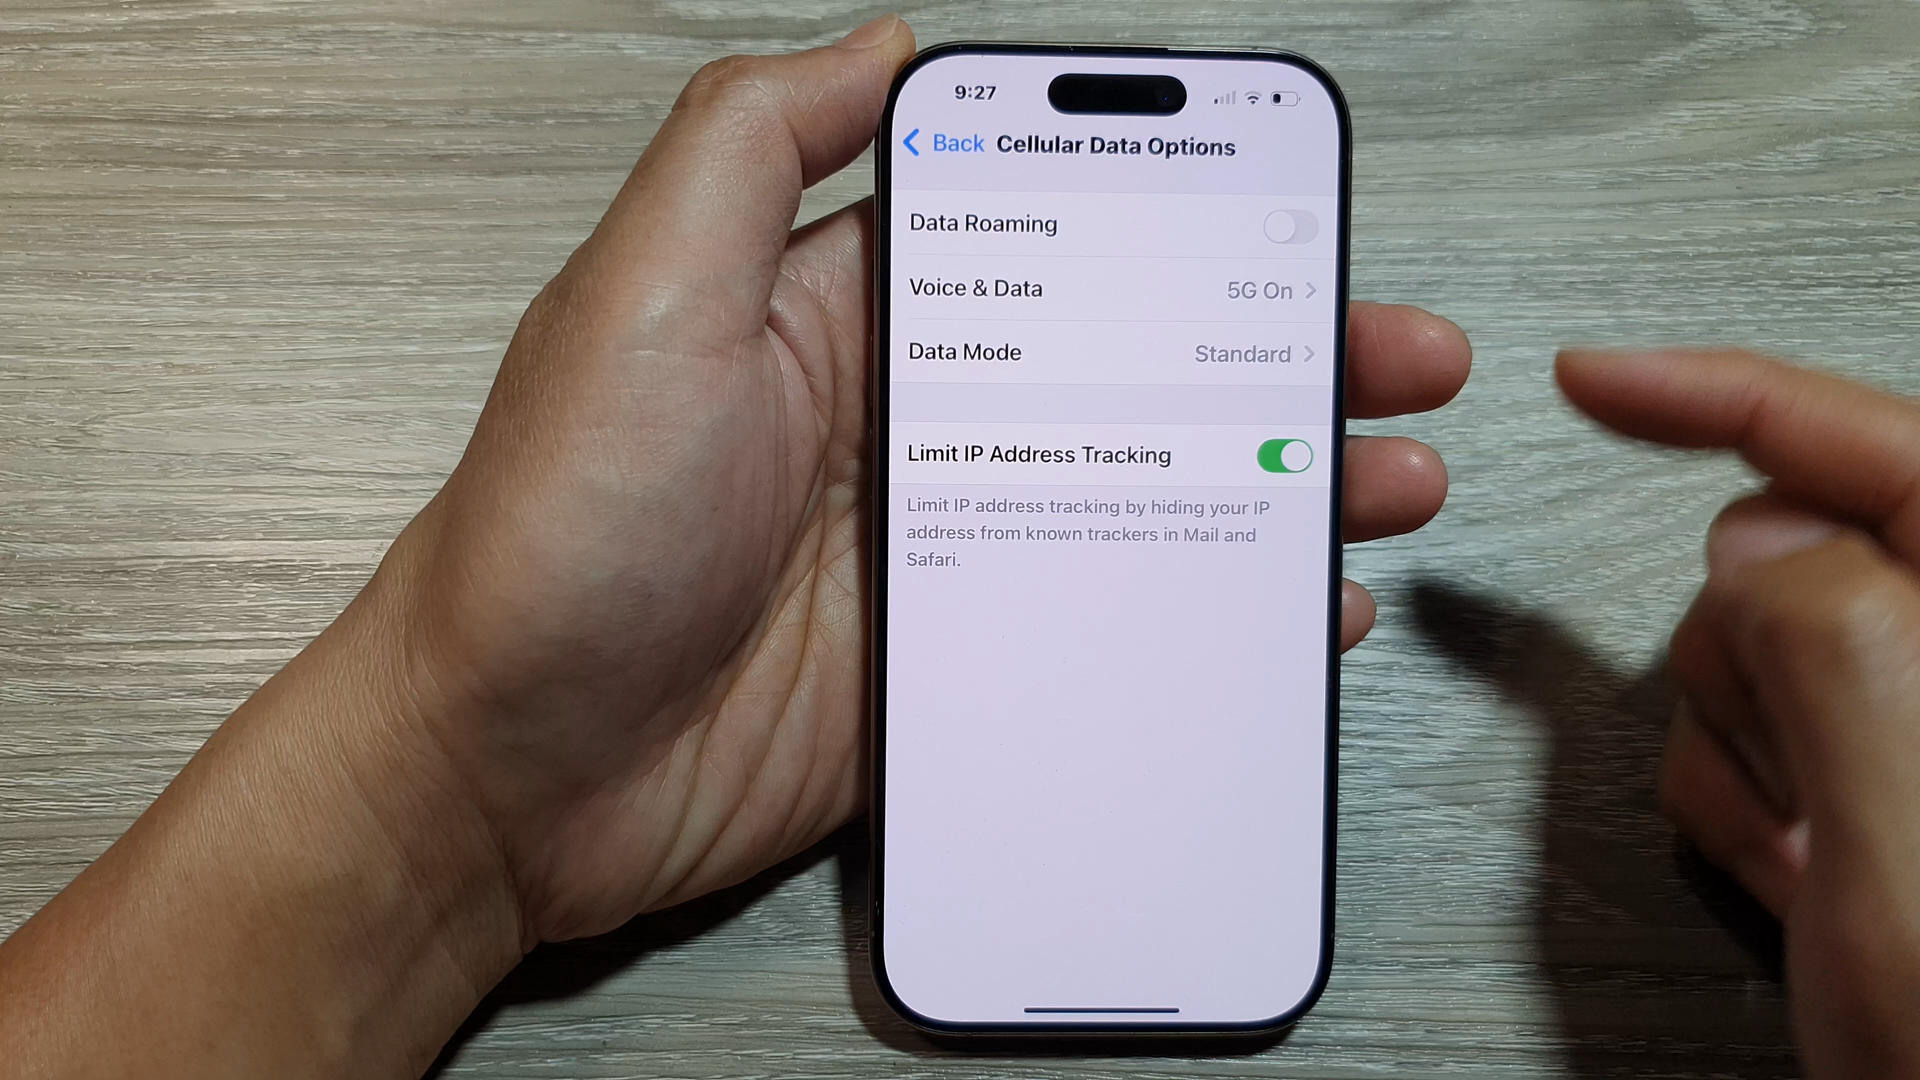 9:27
Back Cellular Data Options
Data Roaming
Voice & Data 5G On
Data Mode Standard
Limit IP Address Tracking
Limit IP address tracking by hiding your IP
address from known trackers in Mail and
Safari.